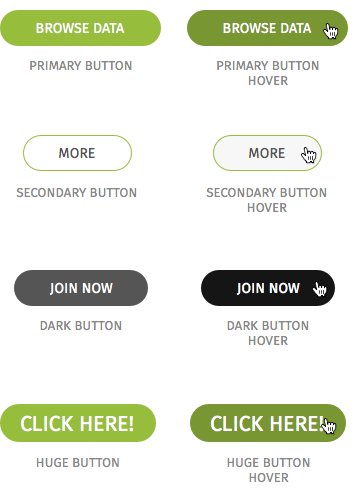 BROWSE DATA BROWSE DATA
PRIMARY BUTTON PRIMARY BUTTON
HOVER
MORE MORE
SECONDARY BUTTON SECONDARY BUTTON
HOVER
JOIN NOW JOIN NOW
DARK BUTTON DARK BUTTON
HOVER
CLICK HERE! CLICK HERE!
HUGE BUTTON HUGE BUTTON
HOVER